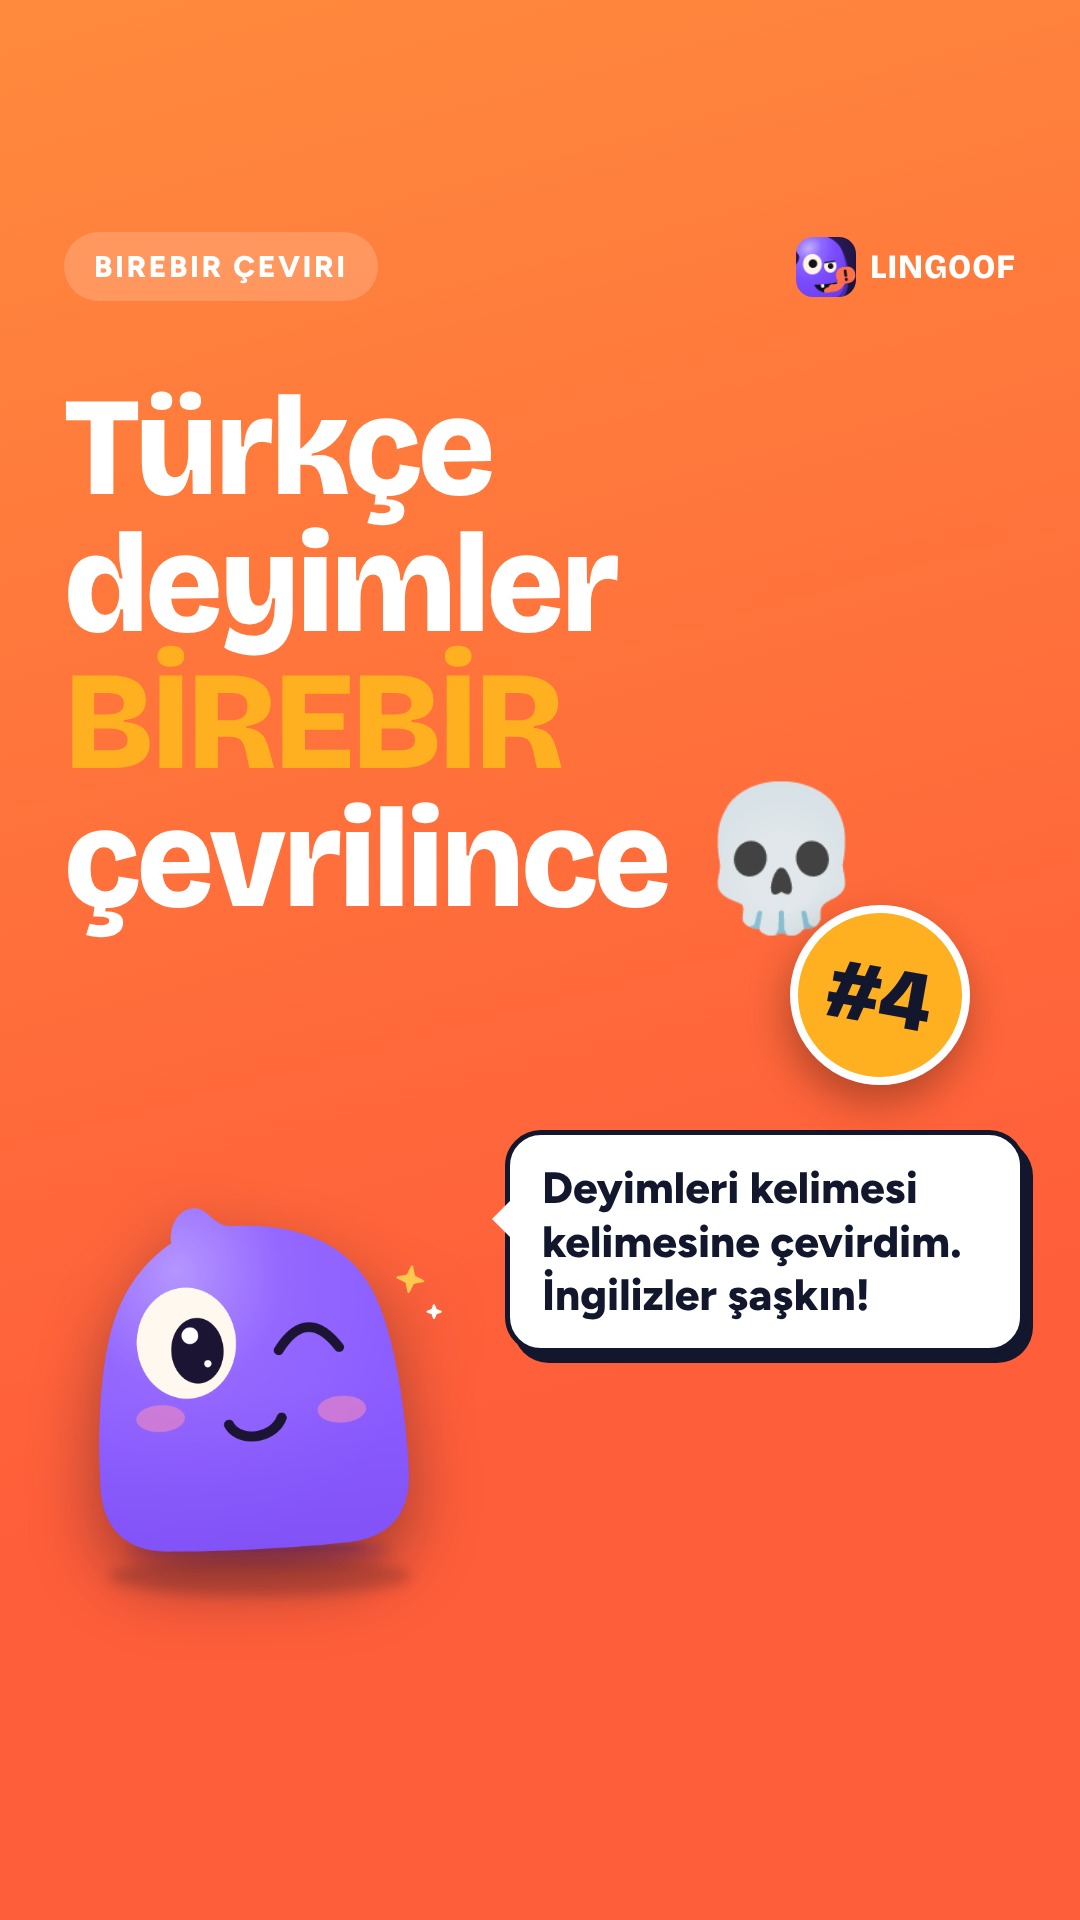 BIREBIR ÇEVIRI
LINGOOF
Türkçe
deyimler
BİREBİR
çevrilince 💀
#4
Deyimleri kelimesi
kelimesine çevirdim.
İngilizler şaşkın!